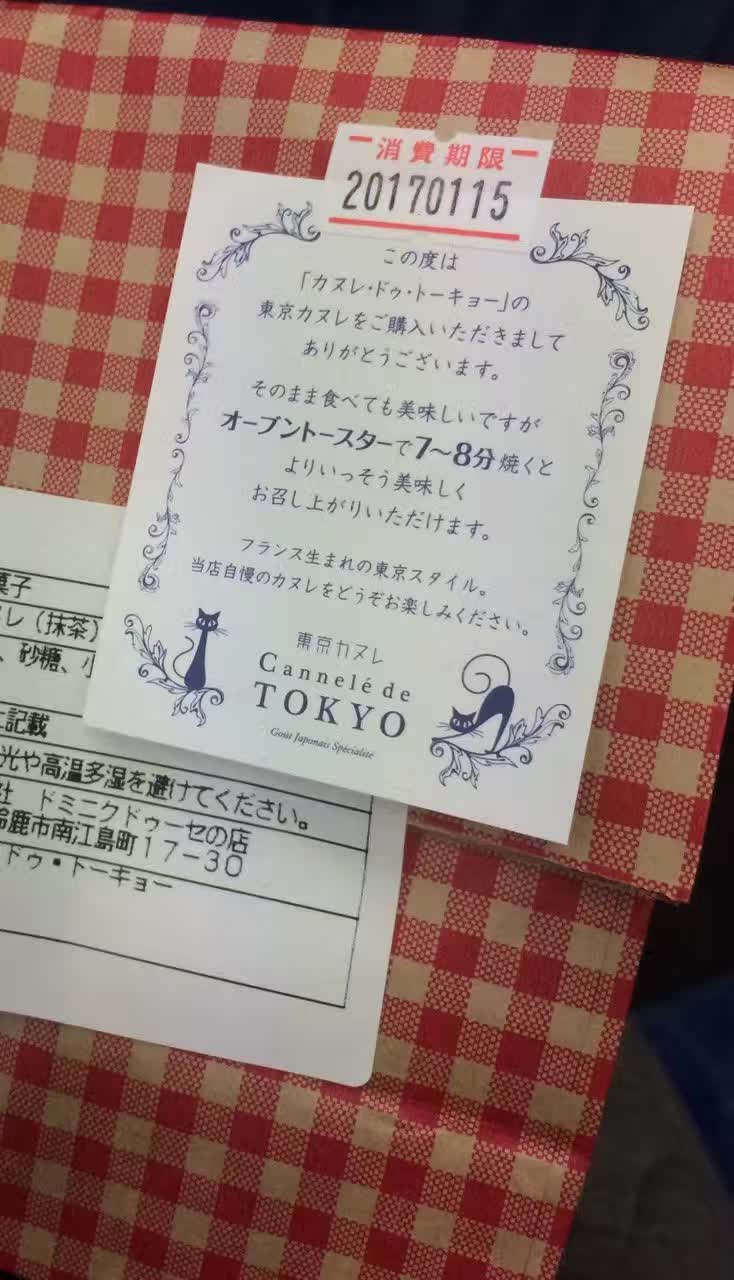 消費期限
20170115
この度は
「カヌレ・ドゥ・トーキョー」の
東京カヌレをご購入いただきまして
ありがとうございます。
そのまま食べても美味しいですが
オーブントースターで7〜8分焼くと
よりいっそう美味しく
お召し上がりいただけます。
フランス生まれの東京スタイル。
当店自慢のカヌレをどうぞお楽しみください。
東京カヌレ
Cannelé de
TOKYO
Goût Japonais Spécialité
菓子
レ（抹茶）
、砂糖、小
に記載
光や高温多湿を避けてください。
社 ドミニクドゥーセの店
鈴鹿市南江島町17-30
ドゥ・トーキョー